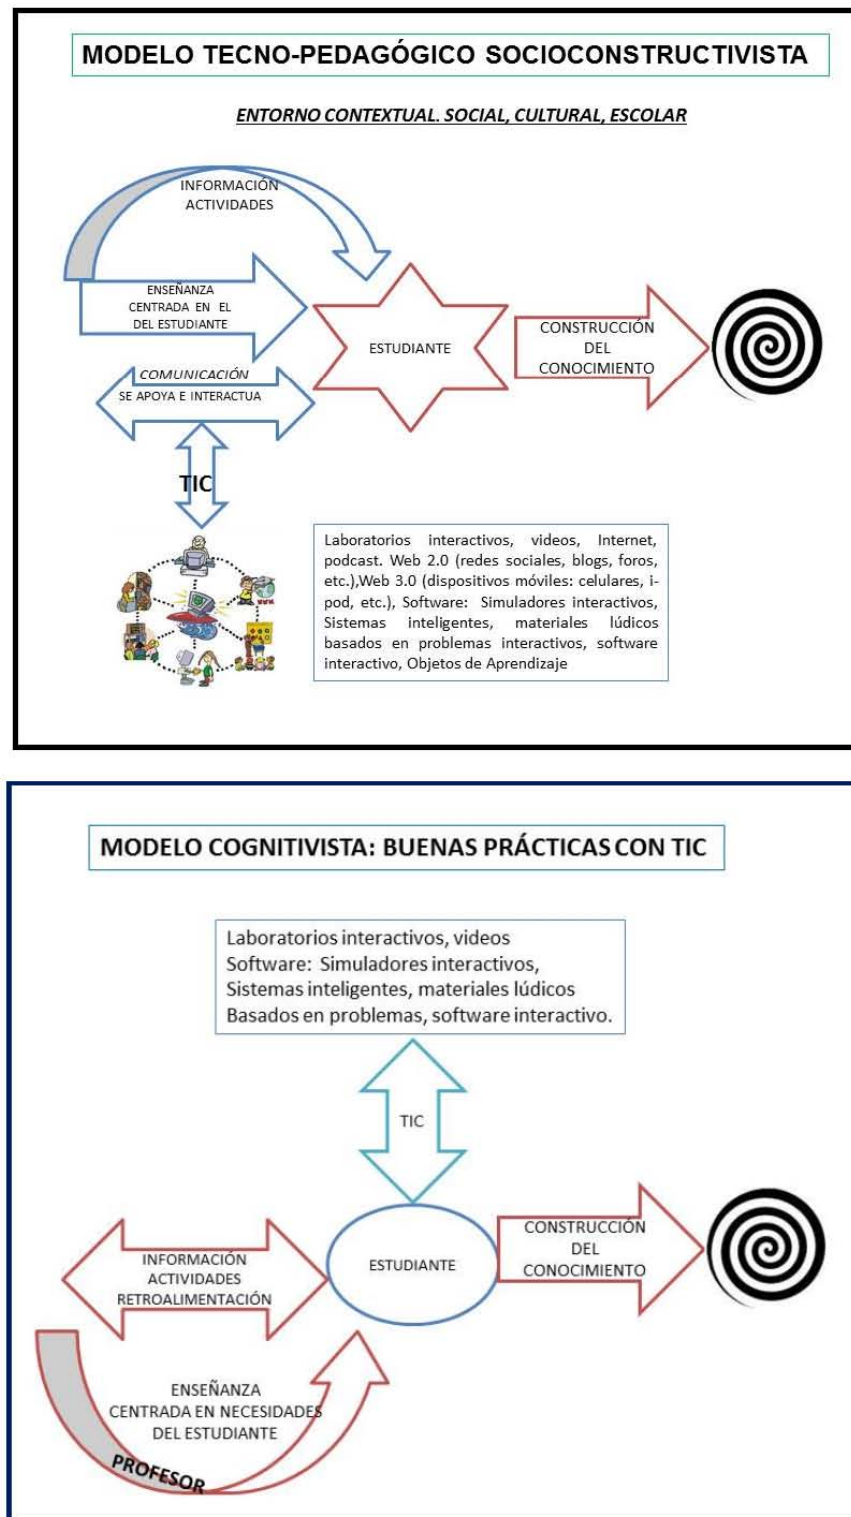 MODELO TECNO-PEDAGÓGICO SOCIOCONSTRUCTIVISTA
ENTORNO CONTEXTUAL. SOCIAL, CULTURAL, ESCOLAR
INFORMACIÓN
ACTIVIDADES
ENSEÑANZA
CENTRADA EN EL
DEL ESTUDIANTE
ESTUDIANTE
CONSTRUCCIÓN
DEL
CONOCIMIENTO
COMUNICACIÓN
SE APOYA E INTERACTUA
TIC
Laboratorios interactivos, videos, Internet,
podcast. Web 2.0 (redes sociales, blogs, foros,
etc.),Web 3.0 (dispositivos móviles: celulares, i-
pod, etc.), Software: Simuladores interactivos,
Sistemas inteligentes, materiales lúdicos
basados en problemas interactivos, software
interactivo, Objetos de Aprendizaje
MODELO COGNITIVISTA: BUENAS PRÁCTICAS CON TIC
Laboratorios interactivos, videos
Software: Simuladores interactivos,
Sistemas inteligentes, materiales lúdicos
Basados en problemas, software interactivo.
TIC
INFORMACIÓN
ACTIVIDADES
RETROALIMENTACIÓN
ESTUDIANTE
CONSTRUCCIÓN
DEL
CONOCIMIENTO
ENSEÑANZA
CENTRADA EN NECESIDADES
DEL ESTUDIANTE
PROFESOR